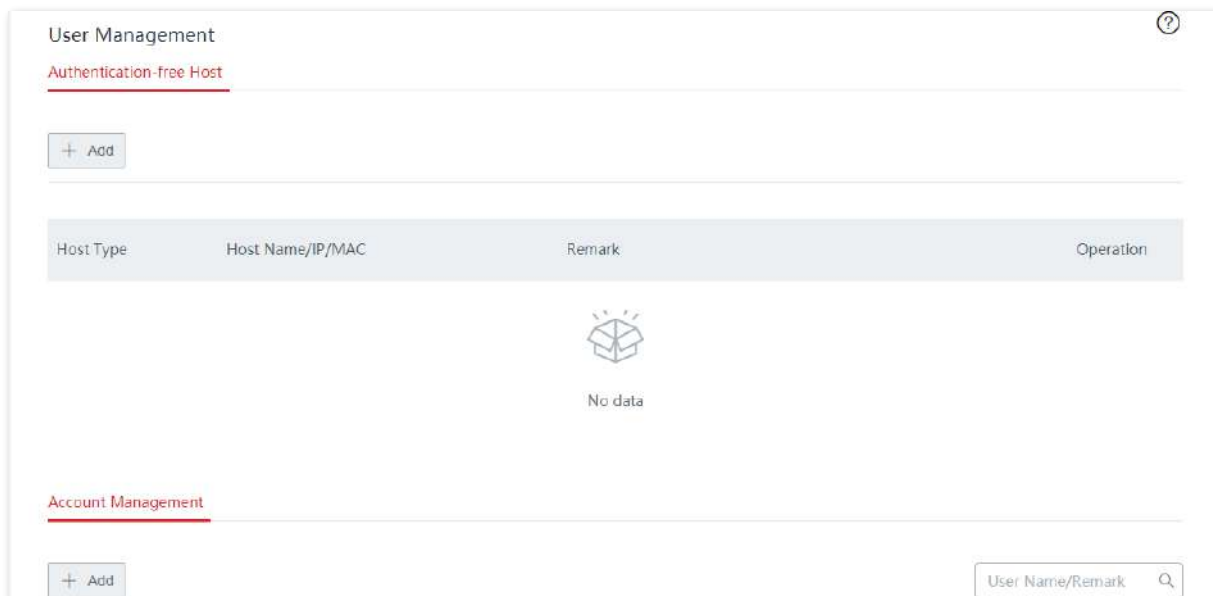 User Management
?
Authentication-free Host
+ Add
Host Type Host Name/IP/MAC Remark Operation
No data
Account Management
+ Add User Name/Remark